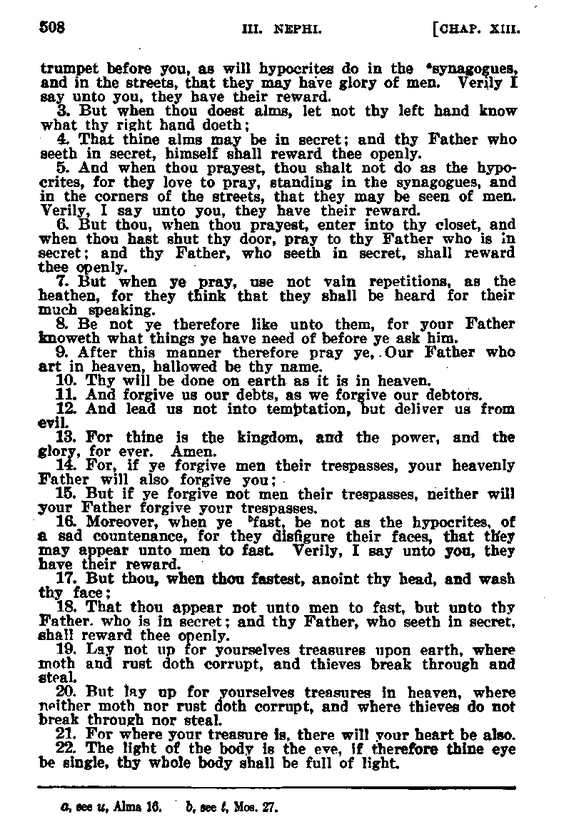 508 III. NEPHI. [CHAP. XIII.
trumpet before you, as will hypocrites do in the ᵃsynagogues,
and in the streets, that they may have glory of men. Verily I
say unto you, they have their reward.
3. But when thou doest alms, let not thy left hand know
what thy right hand doeth;
4. That thine alms may be in secret; and thy Father who
seeth in secret, himself shall reward thee openly.
5. And when thou prayest, thou shalt not do as the hypo-
crites, for they love to pray, standing in the synagogues, and
in the corners of the streets, that they may be seen of men.
Verily, I say unto you, they have their reward.
6. But thou, when thou prayest, enter into thy closet, and
when thou hast shut thy door, pray to thy Father who is in
secret; and thy Father, who seeth in secret, shall reward
thee openly.
7. But when ye pray, use not vain repetitions, as the
heathen, for they think that they shall be heard for their
much speaking.
8. Be not ye therefore like unto them, for your Father
knoweth what things ye have need of before ye ask him.
9. After this manner therefore pray ye, Our Father who
art in heaven, hallowed be thy name.
10. Thy will be done on earth as it is in heaven.
11. And forgive us our debts, as we forgive our debtors.
12. And lead us not into temptation, but deliver us from
evil.
13. For thine is the kingdom, and the power, and the
glory, for ever. Amen.
14. For, if ye forgive men their trespasses, your heavenly
Father will also forgive you;
15. But if ye forgive not men their trespasses, neither will
your Father forgive your trespasses.
16. Moreover, when ye ᵇfast, be not as the hypocrites, of
a sad countenance, for they disfigure their faces, that they
may appear unto men to fast. Verily, I say unto you, they
have their reward.
17. But thou, when thou fastest, anoint thy head, and wash
thy face;
18. That thou appear not unto men to fast, but unto thy
Father, who is in secret; and thy Father, who seeth in secret,
shall reward thee openly.
19. Lay not up for yourselves treasures upon earth, where
moth and rust doth corrupt, and thieves break through and
steal.
20. But lay up for yourselves treasures in heaven, where
neither moth nor rust doth corrupt, and where thieves do not
break through nor steal.
21. For where your treasure is, there will your heart be also.
22. The light of the body is the eye, if therefore thine eye
be single, thy whole body shall be full of light.
a, see u, Alma 16. b, see t, Mos. 27.